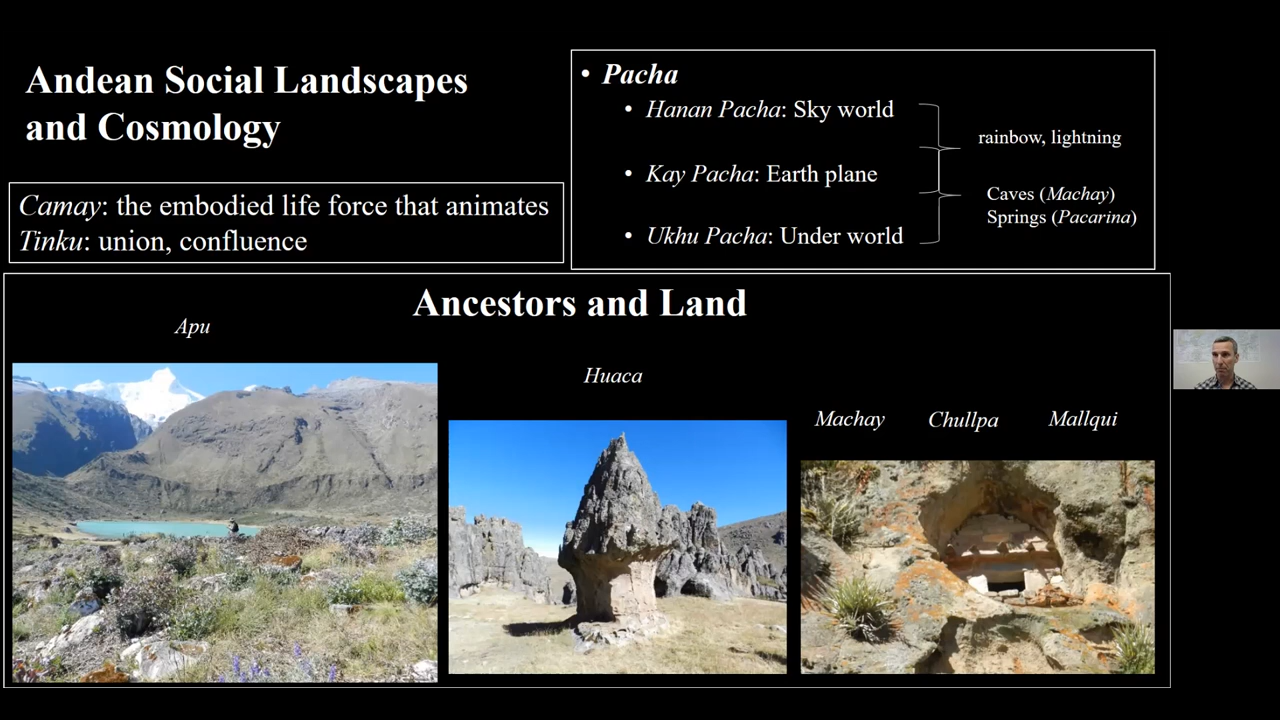 Andean Social Landscapes
and Cosmology
Camay: the embodied life force that animates
Tinku: union, confluence
• Pacha
• Hanan Pacha: Sky world
• Kay Pacha: Earth plane
• Ukhu Pacha: Under world
rainbow, lightning
Caves (Machay)
Springs (Pacarina)
Ancestors and Land
Apu
Huaca
Machay
Chullpa
Mallqui